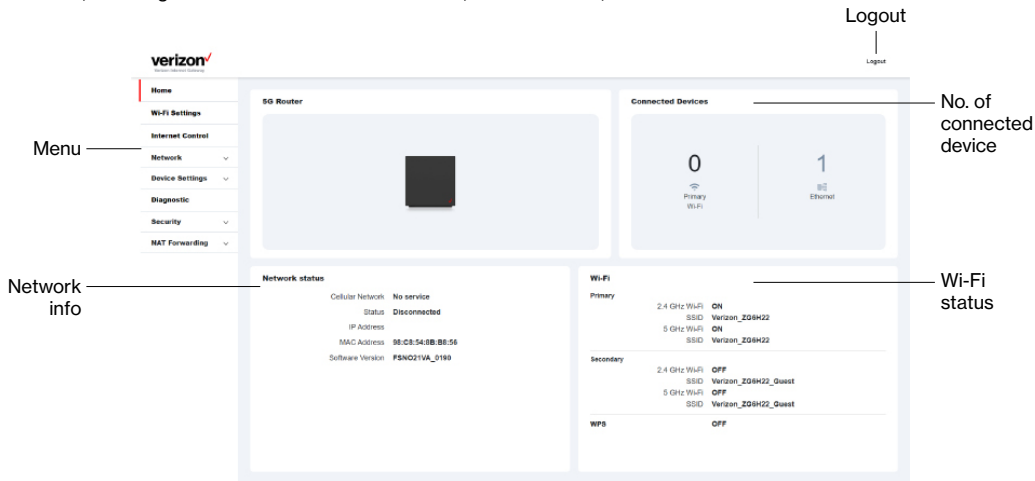 Logout
verizon
Verizon Internet Gateway
Logout
Home
Wi-Fi Settings
Internet Control
Network
Device Settings
Diagnostic
Security
NAT Forwarding
Menu
5G Router
Connected Devices
0
Primary
Wi-Fi
1
Ethernet
No. of
connected
device
Network
info
Network status
Cellular Network No service
Status Disconnected
IP Address
MAC Address 98:C8:54:8B:B8:56
Software Version FSNO21VA_0190
Wi-Fi
Primary
2.4 GHz Wi-Fi ON
SSID Verizon_ZG6H22
5 GHz Wi-Fi ON
SSID Verizon_ZG6H22
Secondary
2.4 GHz Wi-Fi OFF
SSID Verizon_ZG6H22_Guest
5 GHz Wi-Fi OFF
SSID Verizon_ZG6H22_Guest
WPS OFF
Wi-Fi
status